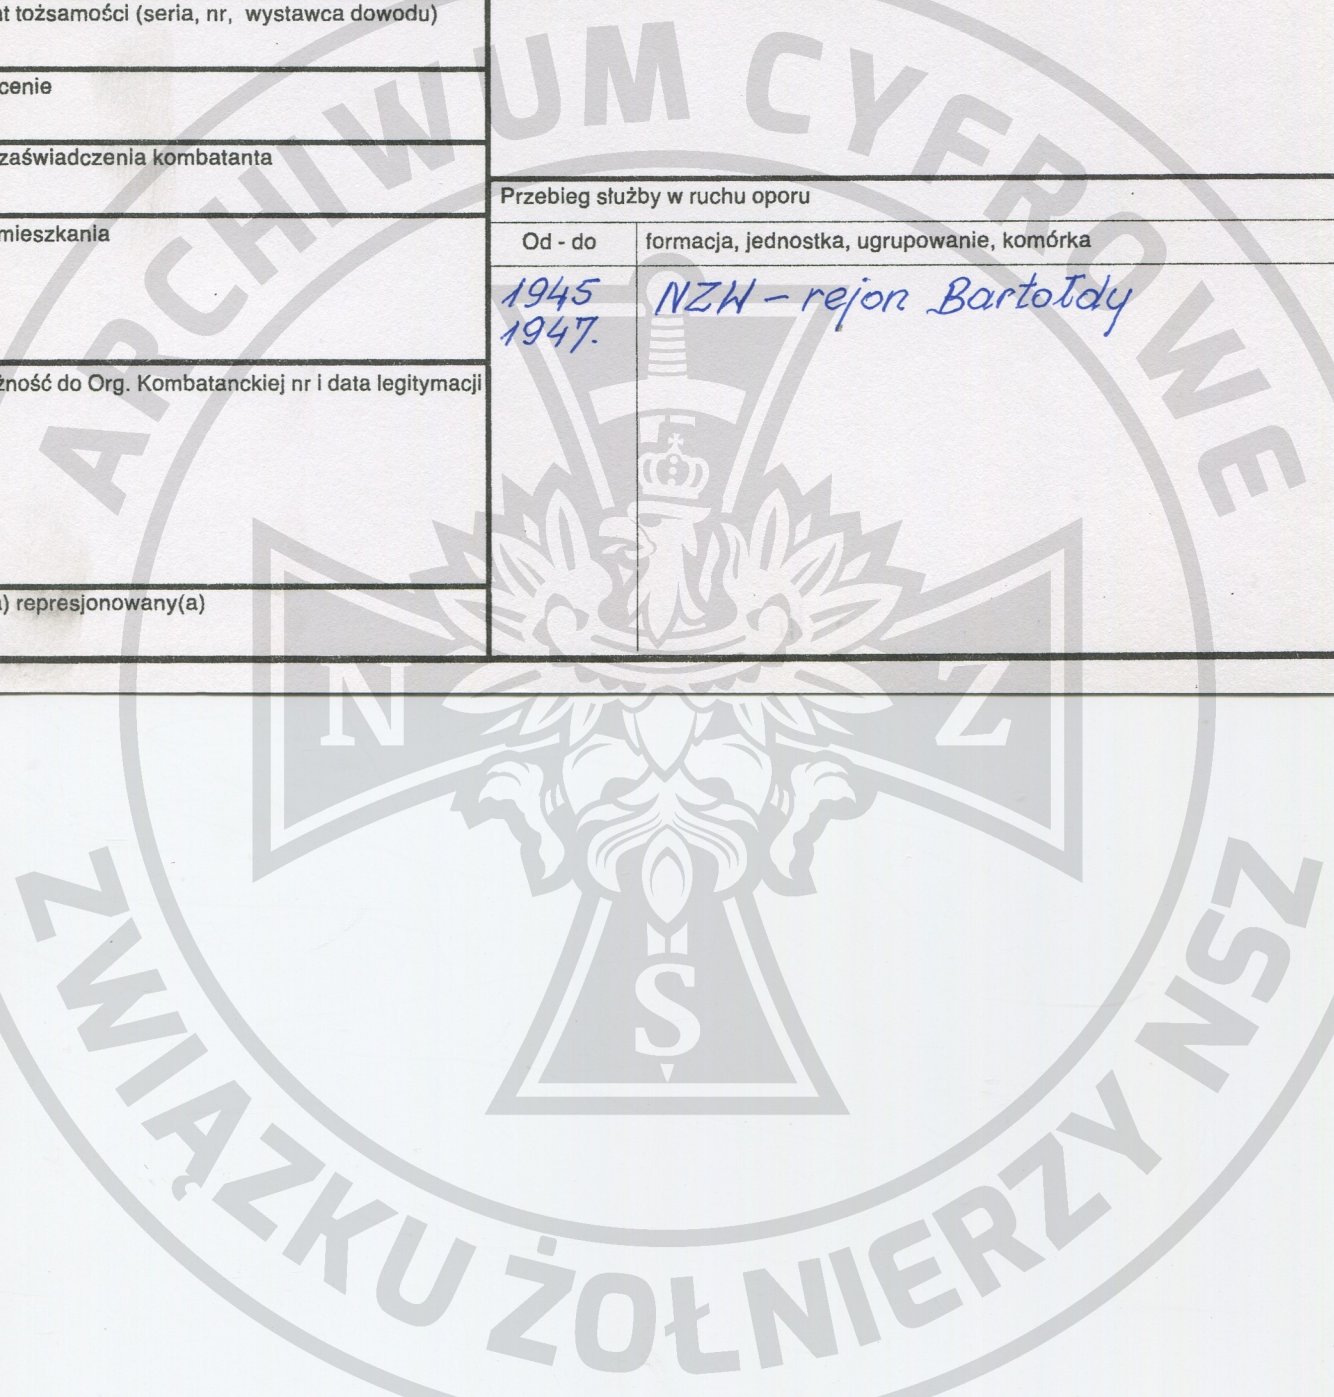 t tożsamości (seria, nr, wystawca dowodu)
cenie
zaświadczenia kombatanta
mieszkania
żność do Org. Kombatanckiej nr i data legitymacji
) represjonowany(a)
Przebieg służby w ruchu oporu
Od - do formacja, jednostka, ugrupowanie, komórka
1945 NZW - rejon Bartołdy
1947.
ARCHIWUM CYFROWE
N Z
S
ZWIĄZKU ŻOŁNIERZY NSZ